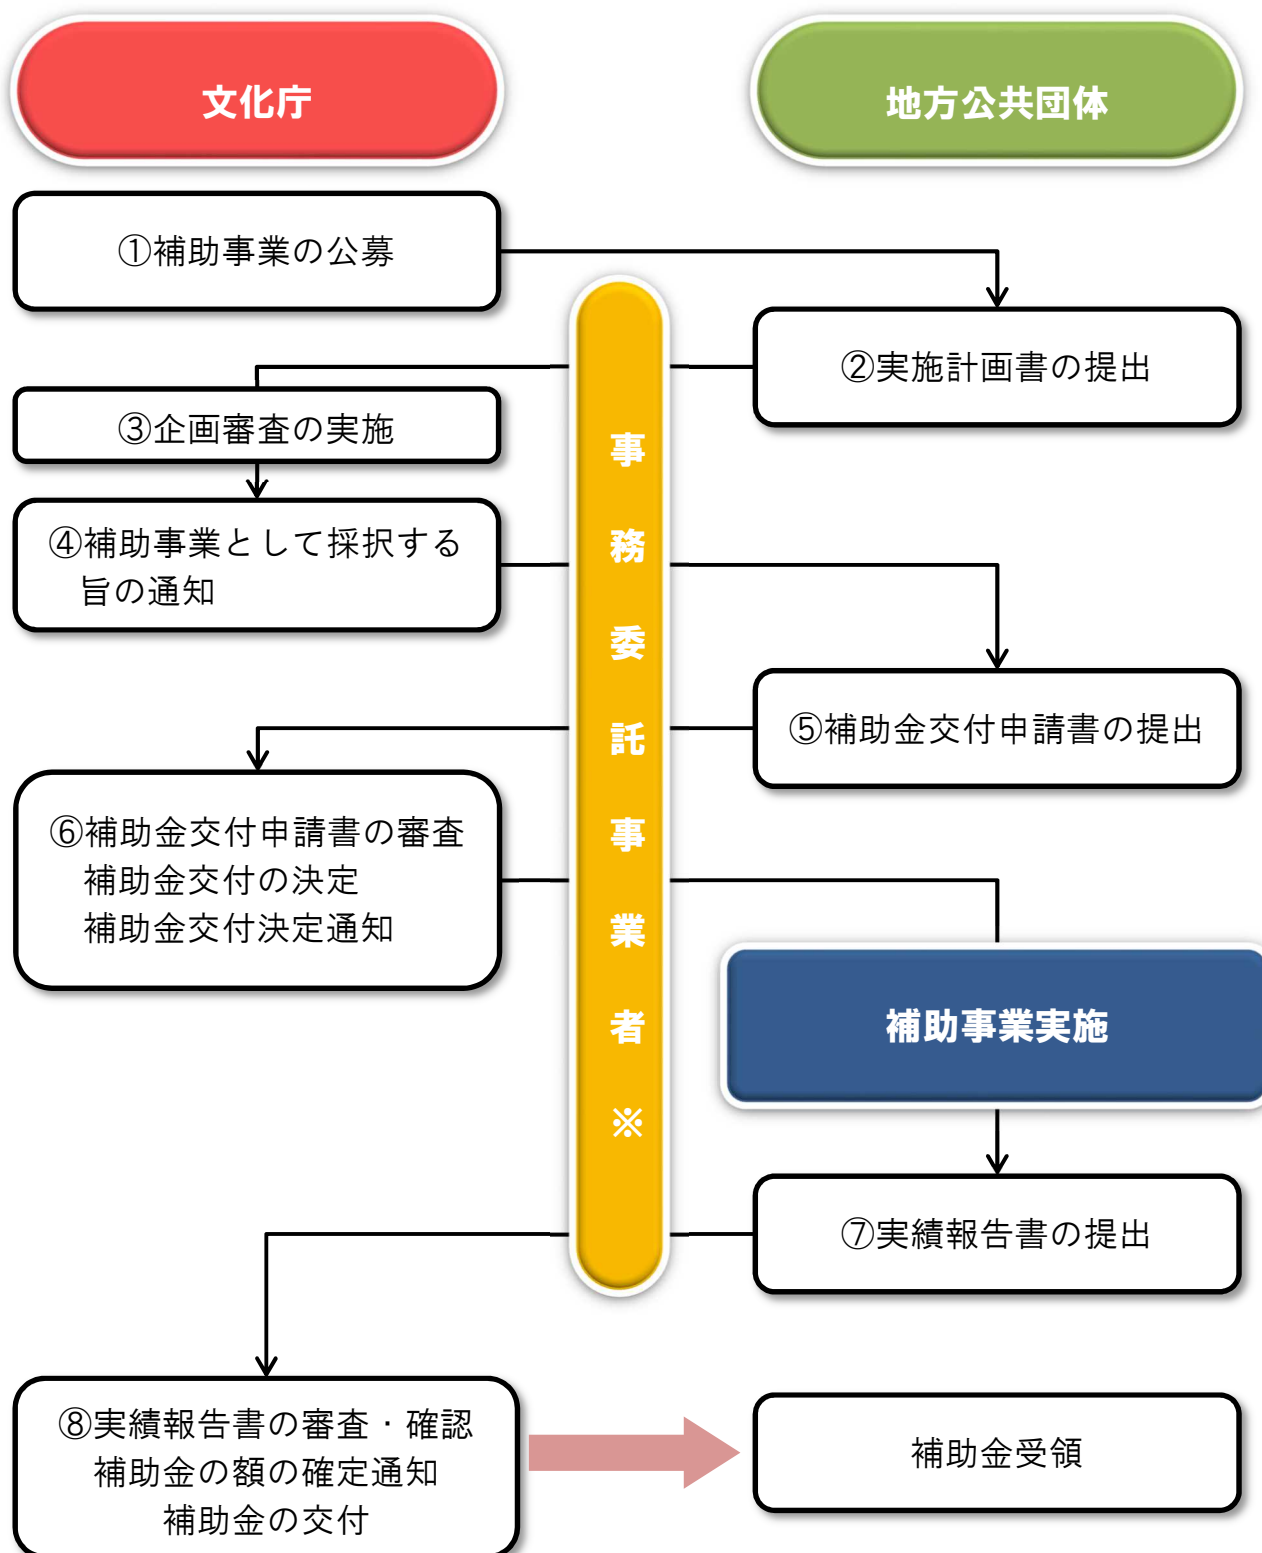 文化庁
地方公共団体
①補助事業の公募
②実施計画書の提出
③企画審査の実施
④補助事業として採択する
旨の通知
事務委託事業者※
⑤補助金交付申請書の提出
⑥補助金交付申請書の審査
補助金交付の決定
補助金交付決定通知
補助事業実施
⑦実績報告書の提出
⑧実績報告書の審査・確認
補助金の額の確定通知
補助金の交付
補助金受領